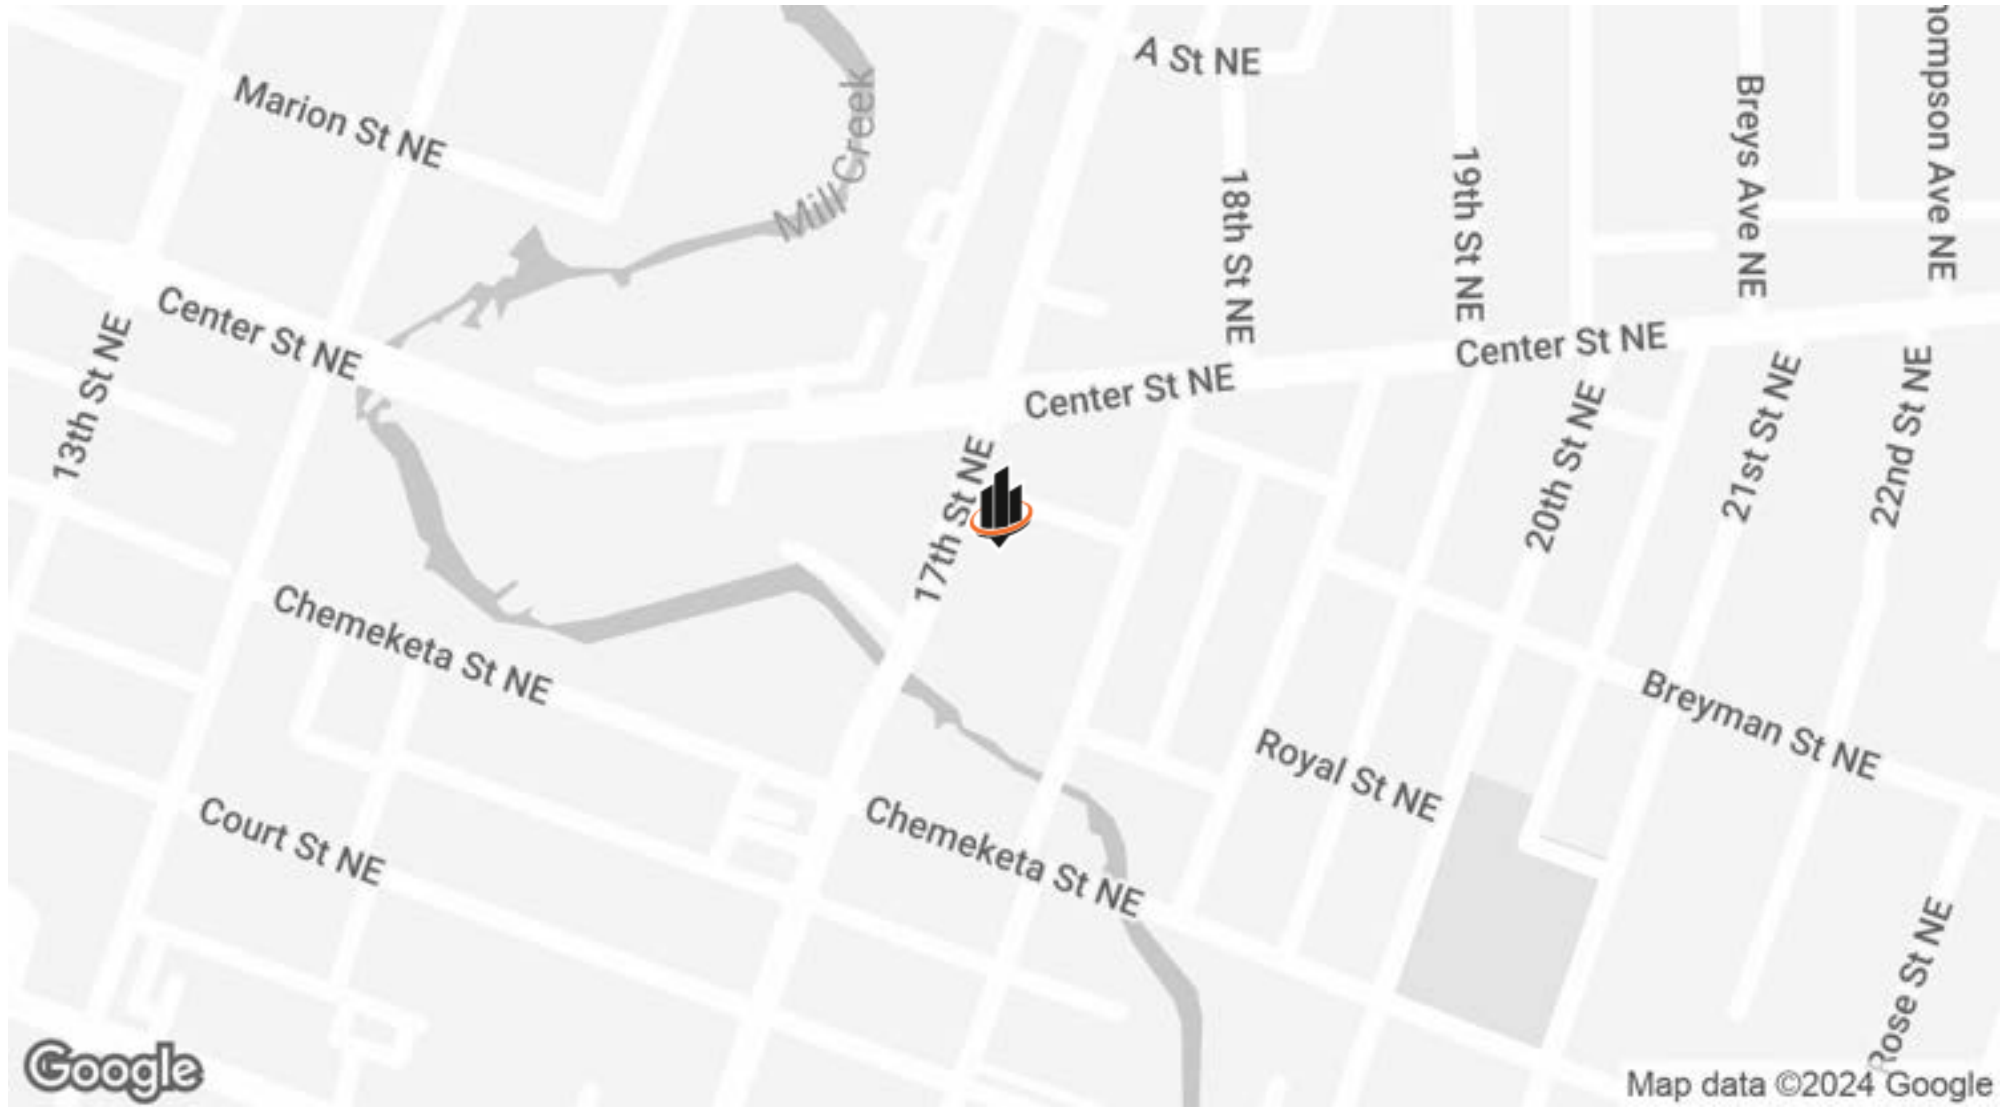 A St NE
Marion St NE
Mill Creek
Breys Ave NE
ompson Ave NE
18th St NE
19th St NE
Center St NE
13th St NE
Center St NE
Center St NE
17th St NE
20th St NE
21st St NE
22nd St NE
Chemeketa St NE
Breyman St NE
Royal St NE
Court St NE
Chemeketa St NE
Rose St NE
Google
Map data ©2024 Google